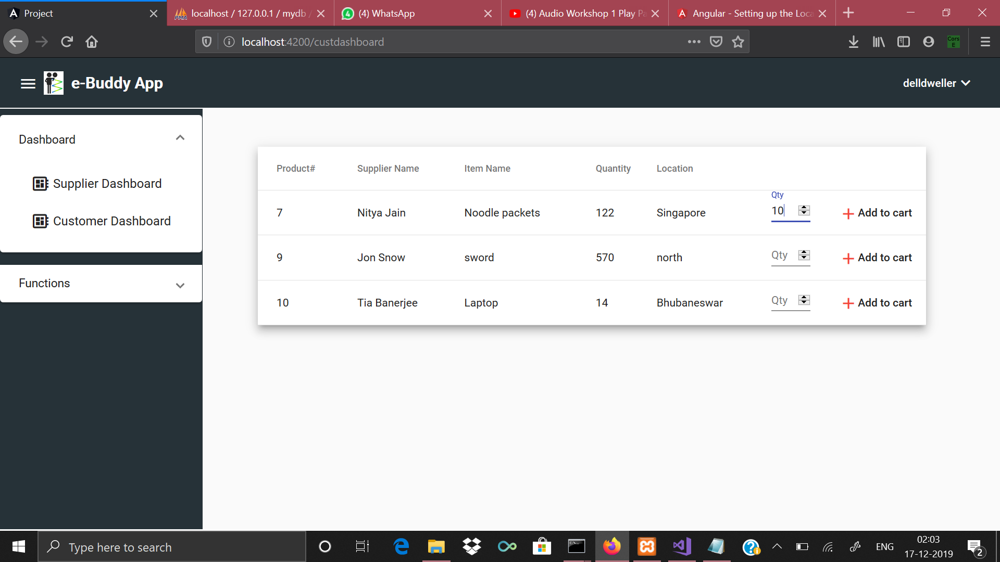 Project
localhost / 127.0.0.1 / mydb /
(4) WhatsApp
(4) Audio Workshop 1 Play Pa
Angular - Setting up the Loca
localhost:4200/custdashboard
Cors
E
e-Buddy App
delldweller
Dashboard
Supplier Dashboard
Customer Dashboard
Functions
Product# Supplier Name Item Name Quantity Location
Qty
7 Nitya Jain Noodle packets 122 Singapore 10 Add to cart
9 Jon Snow sword 570 north Qty Add to cart
10 Tia Banerjee Laptop 14 Bhubaneswar Qty Add to cart
Type here to search
ENG
02:03
17-12-2019
2